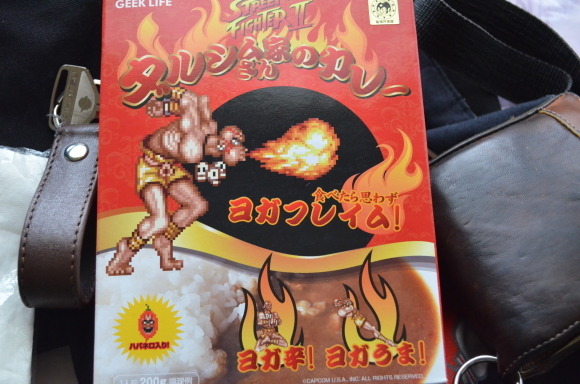 GEEK LIFE
STREET
FIGHTER II
ダルシムさん家のカレー
食べたら思わず
ヨガフレイム!
ハバネロ入り!
ヨガ辛! ヨガうま!
200g
©CAPCOM U.S.A., INC. ALL RIGHTS RESERVED.